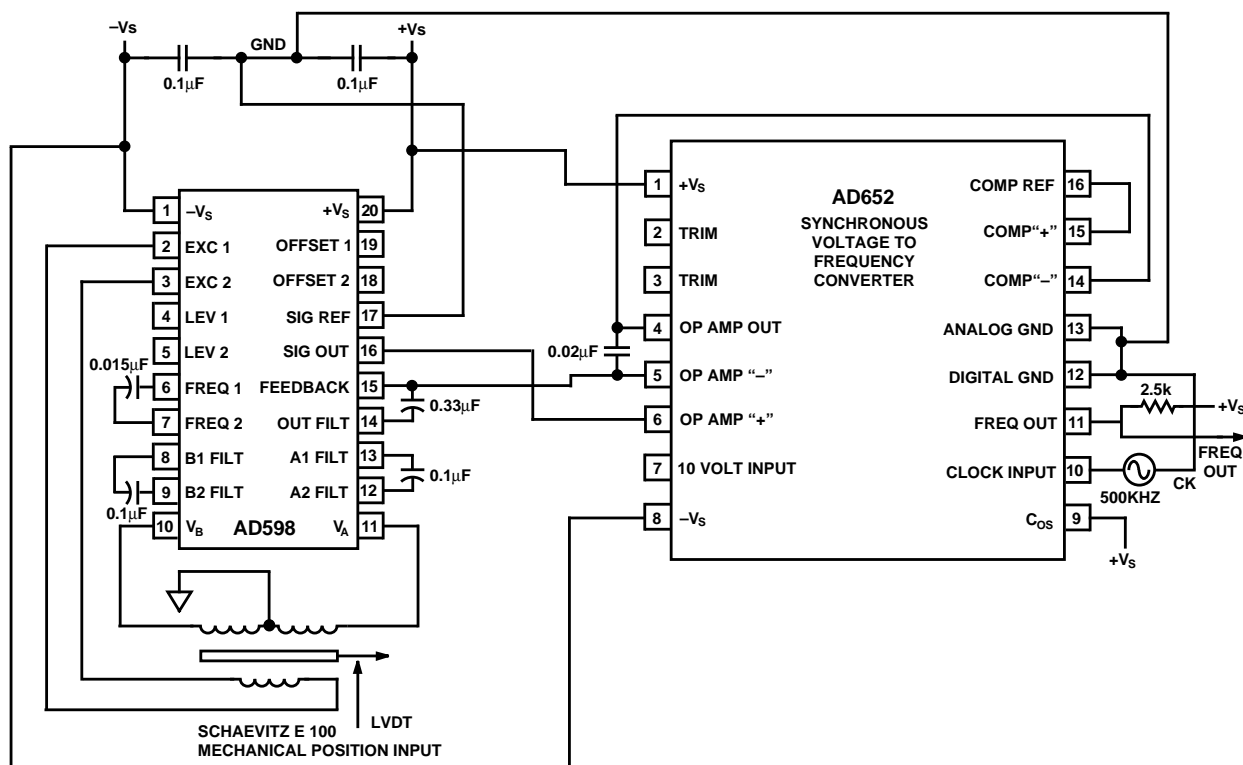 –VS
GND
+VS
0.1µF
0.1µF
1 –VS
2 EXC 1
3 EXC 2
4 LEV 1
5 LEV 2
6 FREQ 1
7 FREQ 2
8 B1 FILT
9 B2 FILT
10 VB
+VS 20
OFFSET 1 19
OFFSET 2 18
SIG REF 17
SIG OUT 16
FEEDBACK 15
OUT FILT 14
A1 FILT 13
A2 FILT 12
VA 11
AD598
0.015µF
0.1µF
0.33µF
0.1µF
0.02µF
AD652
SYNCHRONOUS
VOLTAGE TO
FREQUENCY
CONVERTER
1 +VS
2 TRIM
3 TRIM
4 OP AMP OUT
5 OP AMP “–”
6 OP AMP “+”
7 10 VOLT INPUT
8 –VS
COMP REF 16
COMP“+” 15
COMP“–” 14
ANALOG GND 13
DIGITAL GND 12
FREQ OUT 11
CLOCK INPUT 10
COS 9
2.5k
+VS
FREQ
OUT
500KHZ
CK
+VS
LVDT
SCHAEVITZ E 100
MECHANICAL POSITION INPUT